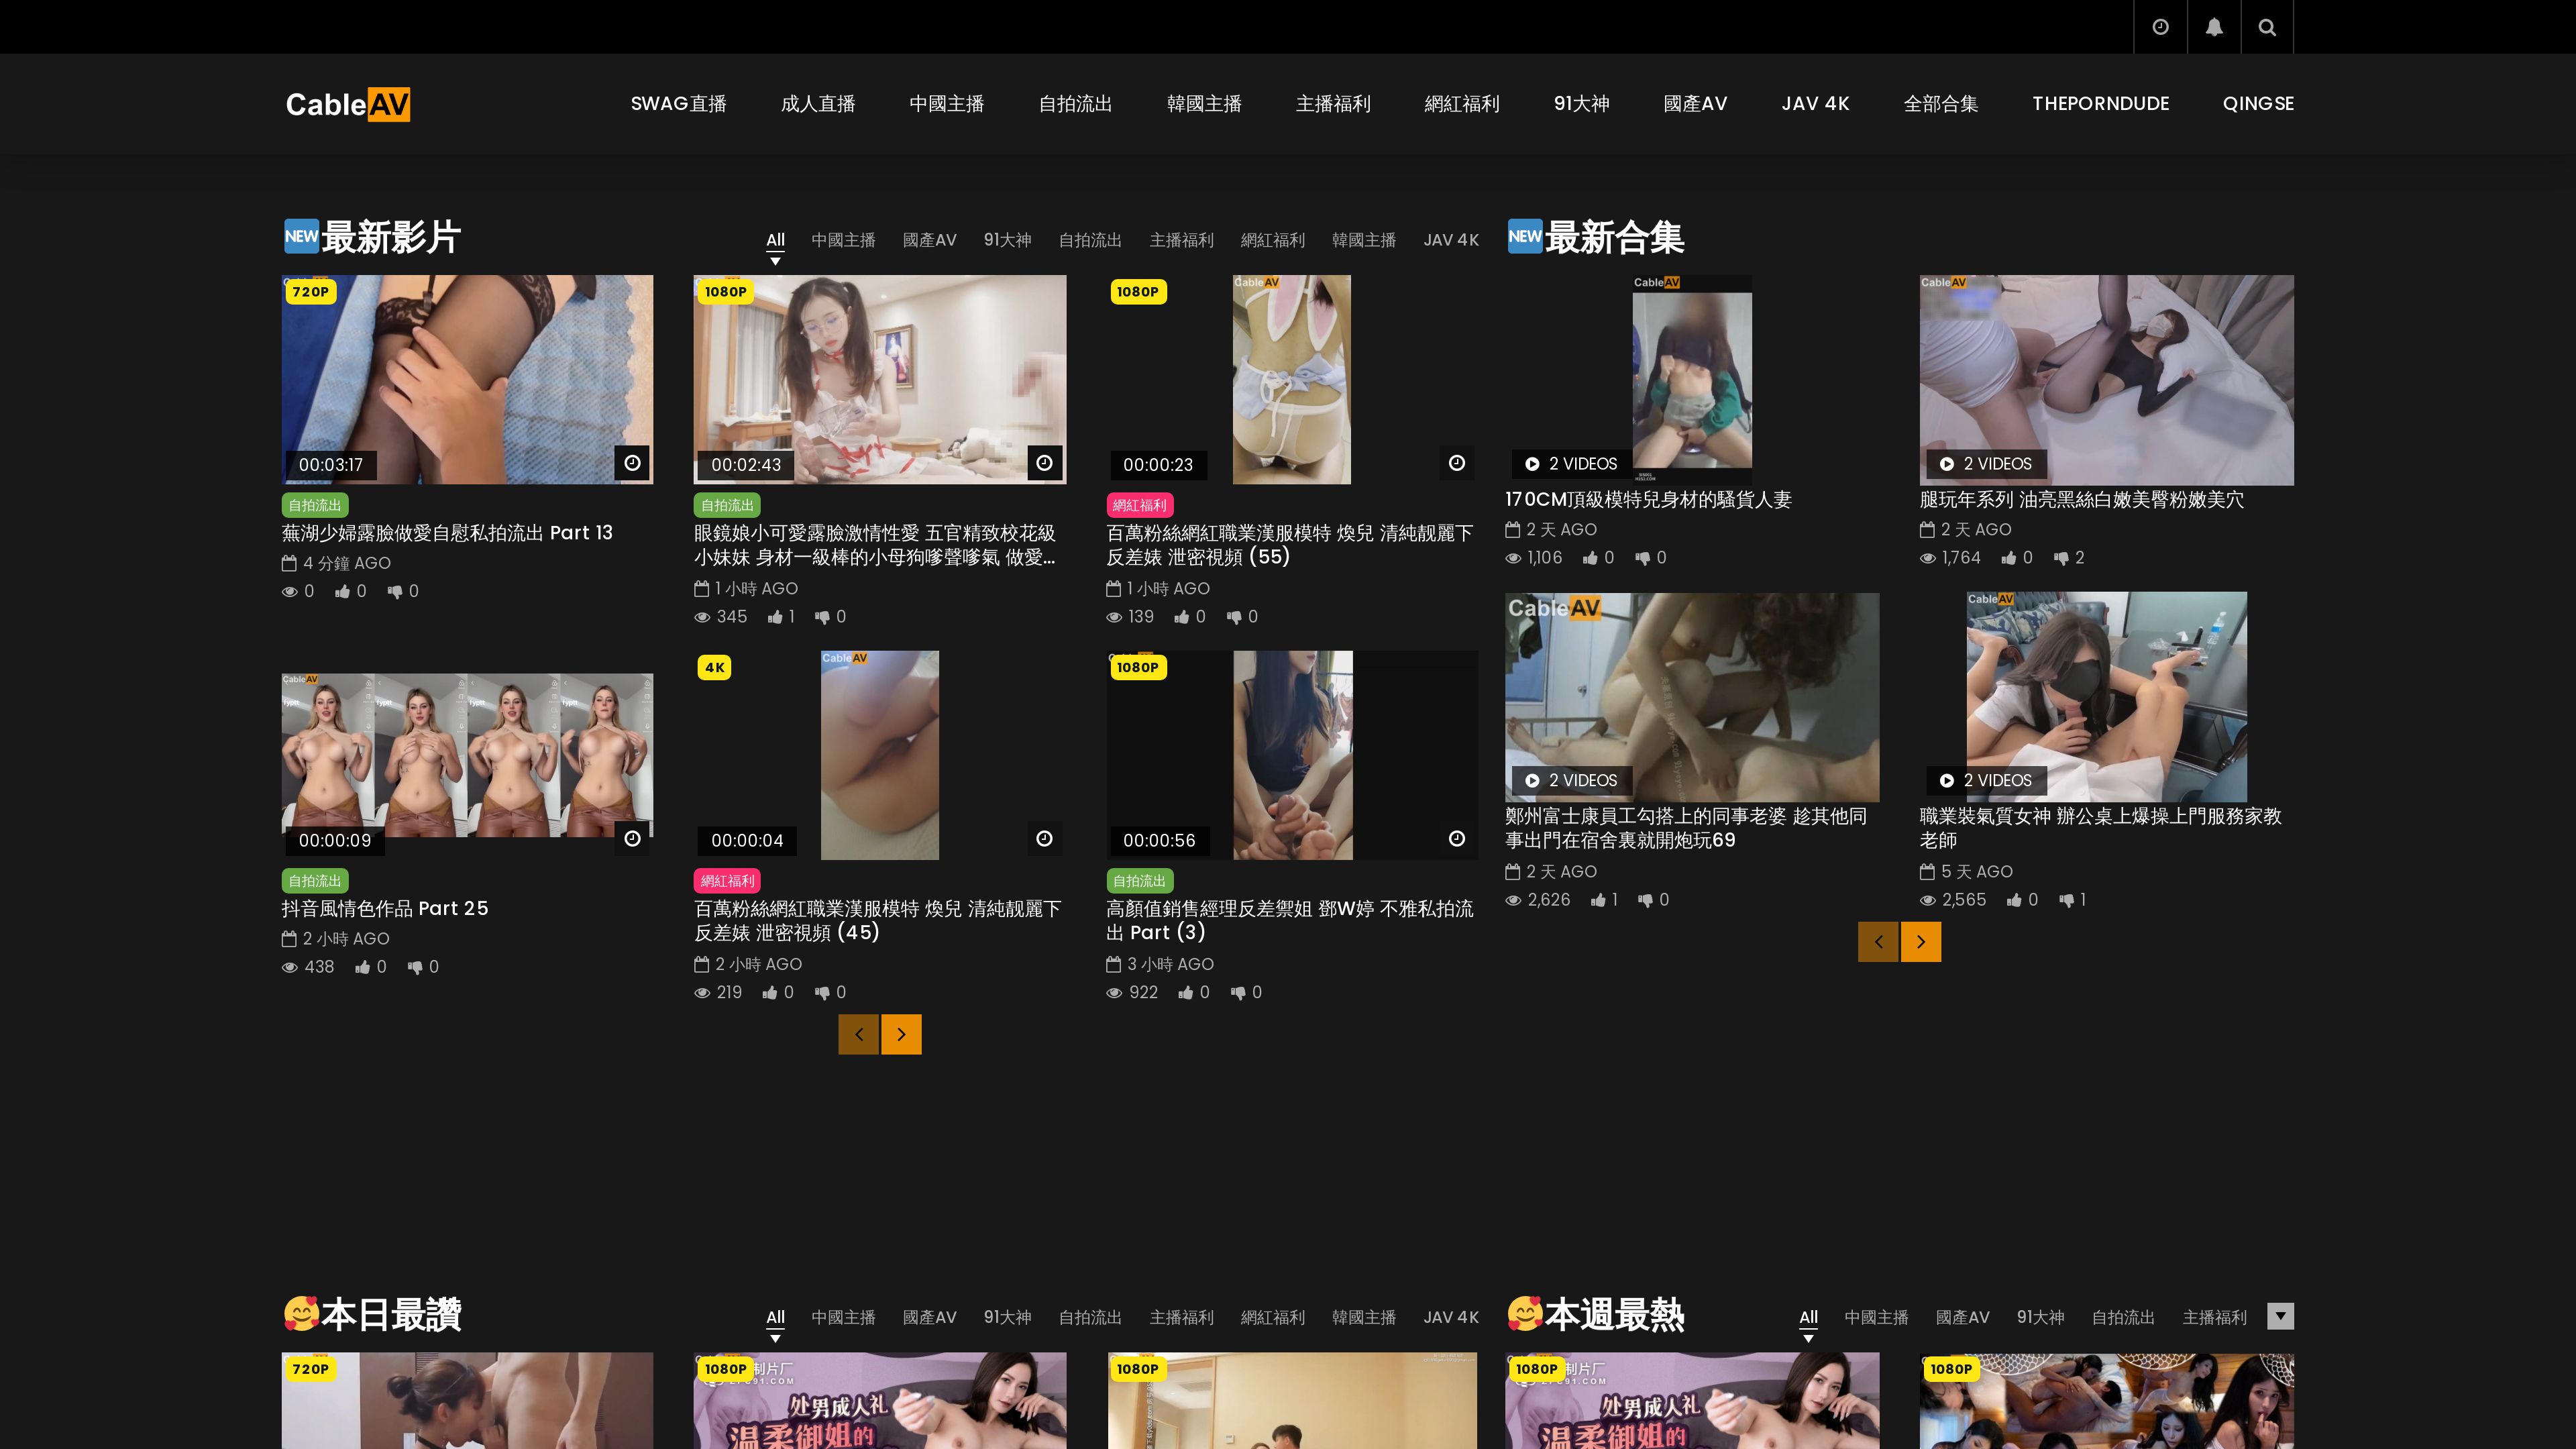 CableAV
SWAG直播 成人直播 中國主播 自拍流出 韓國主播 主播福利 網紅福利 91大神 國產AV JAV 4K 全部合集 THEPORNDUDE QINGSE
NEW 最新影片
All 中國主播 國產AV 91大神 自拍流出 主播福利 網紅福利 韓國主播 JAV 4K
720P
00:03:17
自拍流出
蕪湖少婦露臉做愛自慰私拍流出 Part 13
4 分鐘 AGO
0 0 0
1080P
00:02:43
自拍流出
眼鏡娘小可愛露臉激情性愛 五官精致校花級
小妹妹 身材一級棒的小母狗嗲聲嗲氣 做愛...
1 小時 AGO
345 1 0
1080P
CableAV
00:00:23
網紅福利
百萬粉絲網紅職業漢服模特 煥兒 清純靓麗下
反差婊 泄密視頻 (55)
1 小時 AGO
139 0 0
CableAV
00:00:09
自拍流出
抖音風情色作品 Part 25
2 小時 AGO
438 0 0
4K
CableAV
00:00:04
網紅福利
百萬粉絲網紅職業漢服模特 煥兒 清純靓麗下
反差婊 泄密視頻 (45)
2 小時 AGO
219 0 0
1080P
00:00:56
自拍流出
高顏值銷售經理反差禦姐 鄧W婷 不雅私拍流
出 Part (3)
3 小時 AGO
922 0 0
NEW 最新合集
CableAV
2 VIDEOS
170CM頂級模特兒身材的騷貨人妻
2 天 AGO
1,106 0 0
CableAV
2 VIDEOS
腿玩年系列 油亮黑絲白嫩美臀粉嫩美穴
2 天 AGO
1,764 0 2
CableAV
2 VIDEOS
鄭州富士康員工勾搭上的同事老婆 趁其他同
事出門在宿舍裏就開炮玩69
2 天 AGO
2,626 1 0
CableAV
2 VIDEOS
職業裝氣質女神 辦公桌上爆操上門服務家教
老師
5 天 AGO
2,565 0 1
本日最讚
All 中國主播 國產AV 91大神 自拍流出 主播福利 網紅福利 韓國主播 JAV 4K
720P
1080P
制片厂
处男成人礼
温柔御姐的
1080P
本週最熱
All 中國主播 國產AV 91大神 自拍流出 主播福利
1080P
制片厂
处男成人礼
温柔御姐的
1080P